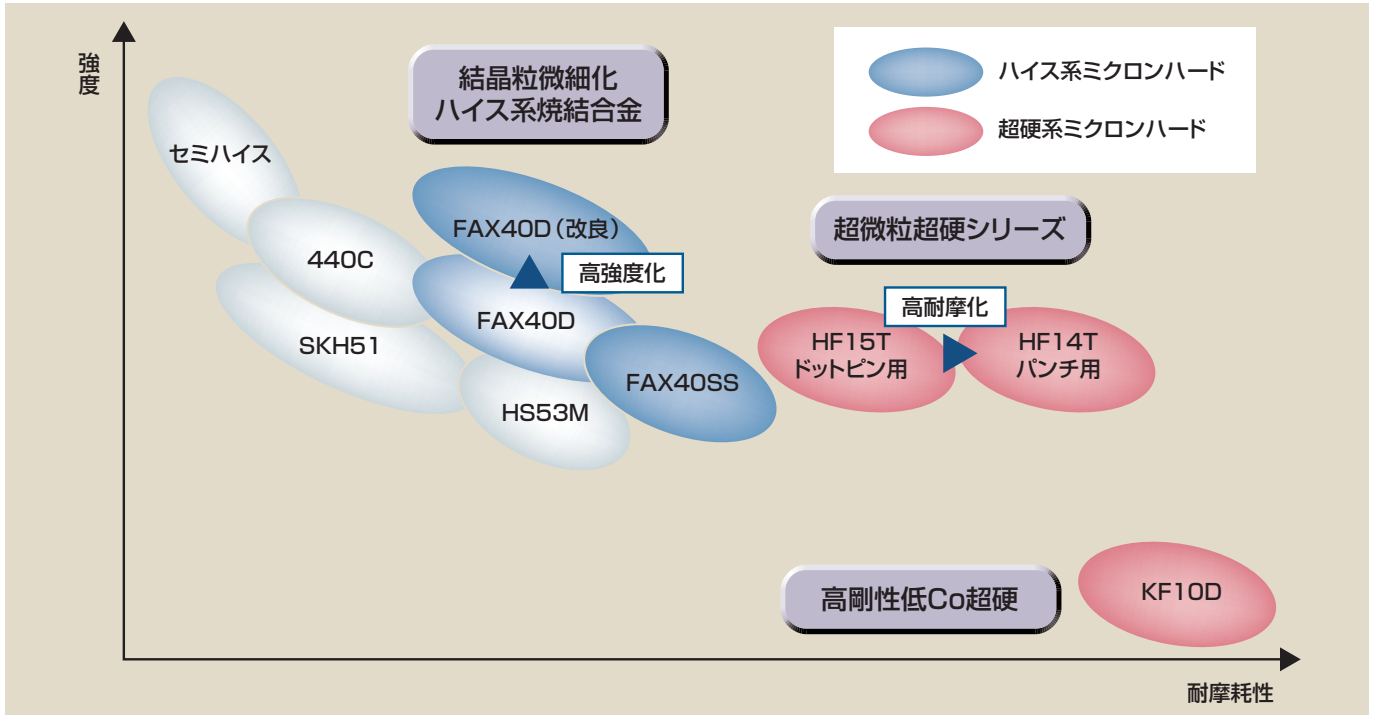 強度
結晶粒微細化
ハイス系焼結合金
ハイス系ミクロンハード
超硬系ミクロンハード
セミハイス
440C
SKH51
FAX40D（改良）
高強度化
FAX40D
HS53M
FAX40SS
超微粒超硬シリーズ
高耐摩化
HF15T
ドットピン用
HF14T
パンチ用
高剛性低Co超硬
KF10D
耐摩耗性